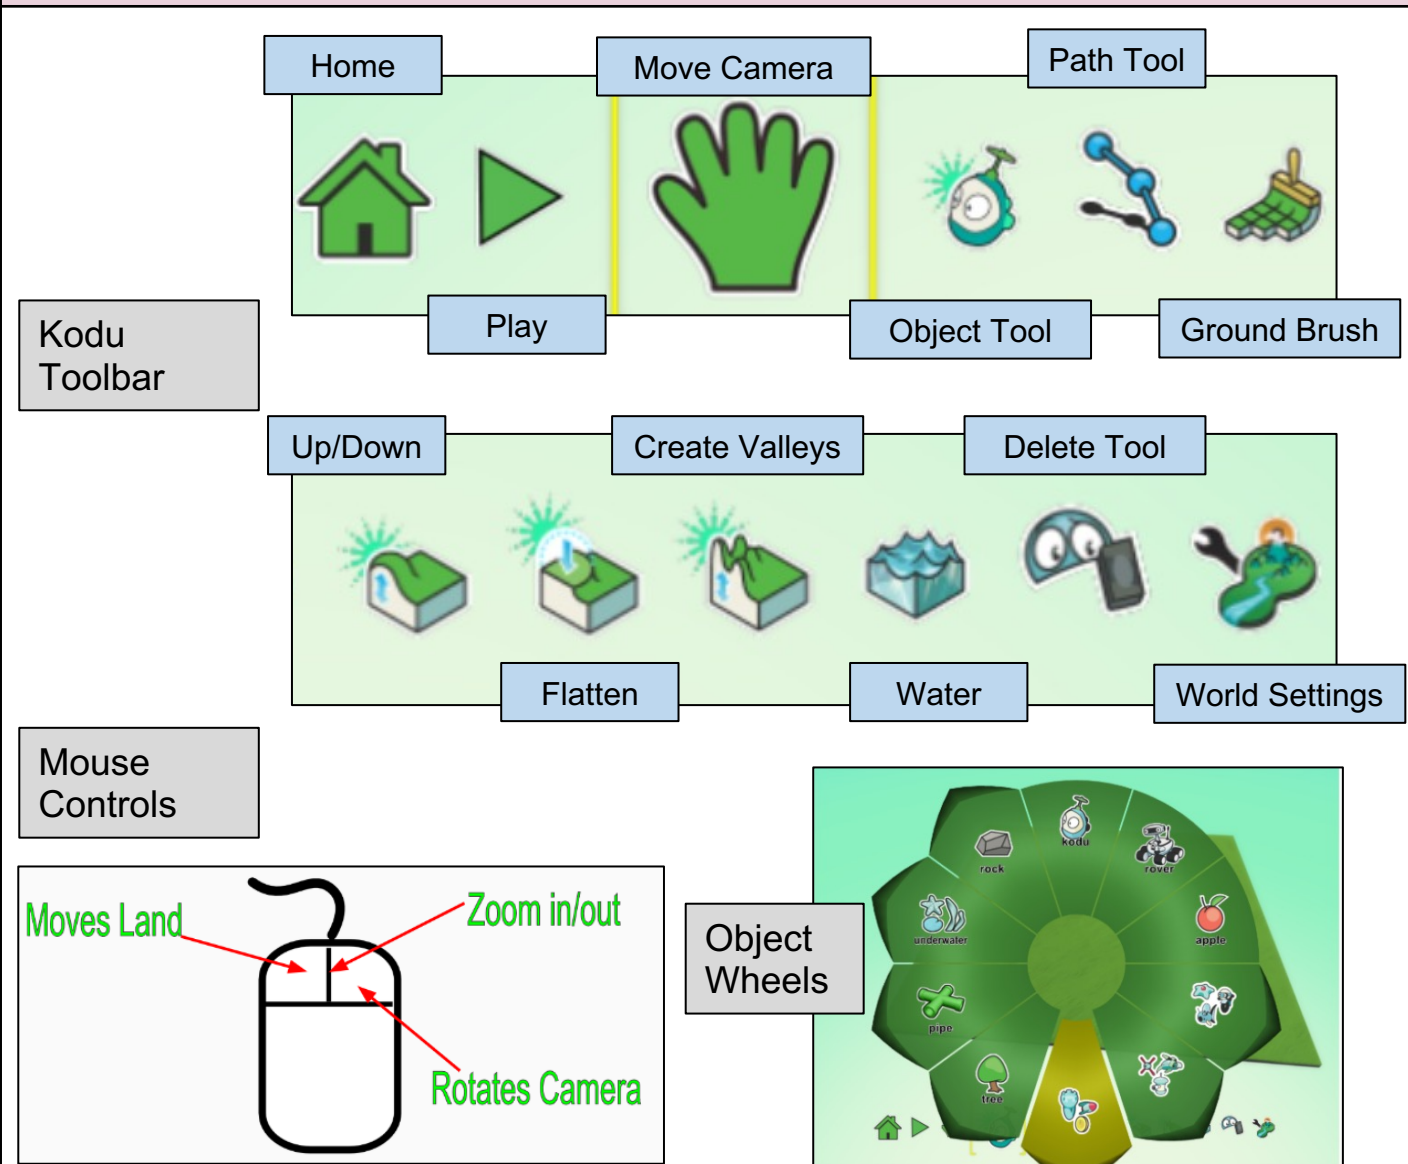 Home
Move Camera
Path Tool
Play
Object Tool
Ground Brush
Kodu
Toolbar
Up/Down
Create Valleys
Delete Tool
Flatten
Water
World Settings
Mouse
Controls
Moves Land
Zoom in/out
Rotates Camera
Object
Wheels
kodu
rock
rover
underwater
apple
pipe
tree